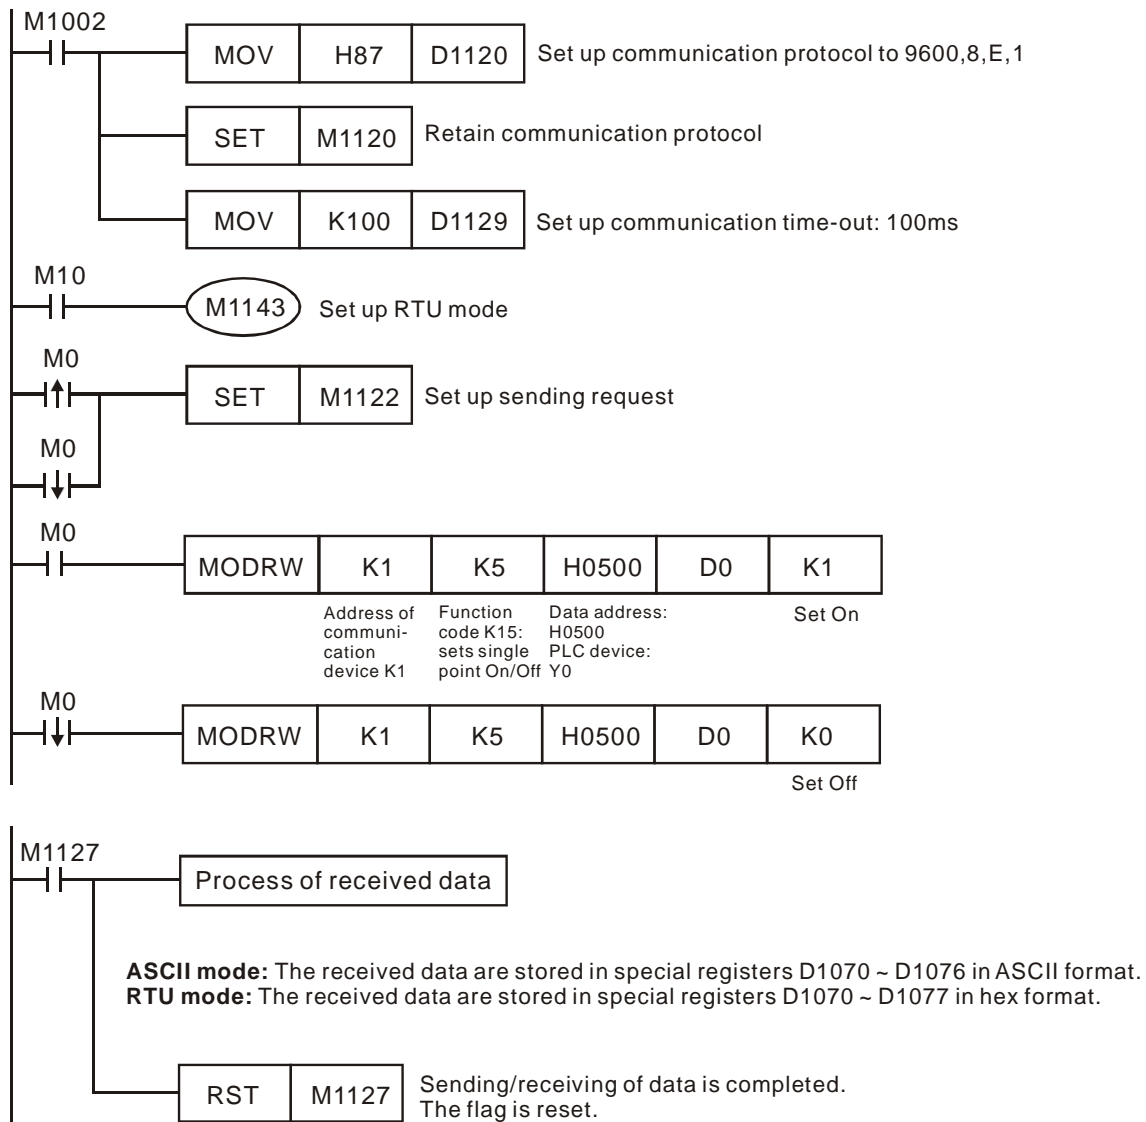 M1002
MOV H87 D1120 Set up communication protocol to 9600,8,E,1
SET M1120 Retain communication protocol
MOV K100 D1129 Set up communication time-out: 100ms
M10
M1143 Set up RTU mode
M0
SET M1122 Set up sending request
M0
M0
MODRW K1 K5 H0500 D0 K1
Address of
communi-
cation
device K1
Function
code K15:
sets single
point On/Off
Data address:
H0500
PLC device:
Y0
Set On
M0
MODRW K1 K5 H0500 D0 K0
Set Off
M1127
Process of received data
ASCII mode: The received data are stored in special registers D1070 ~ D1076 in ASCII format.
RTU mode: The received data are stored in special registers D1070 ~ D1077 in hex format.
RST M1127
Sending/receiving of data is completed.
The flag is reset.